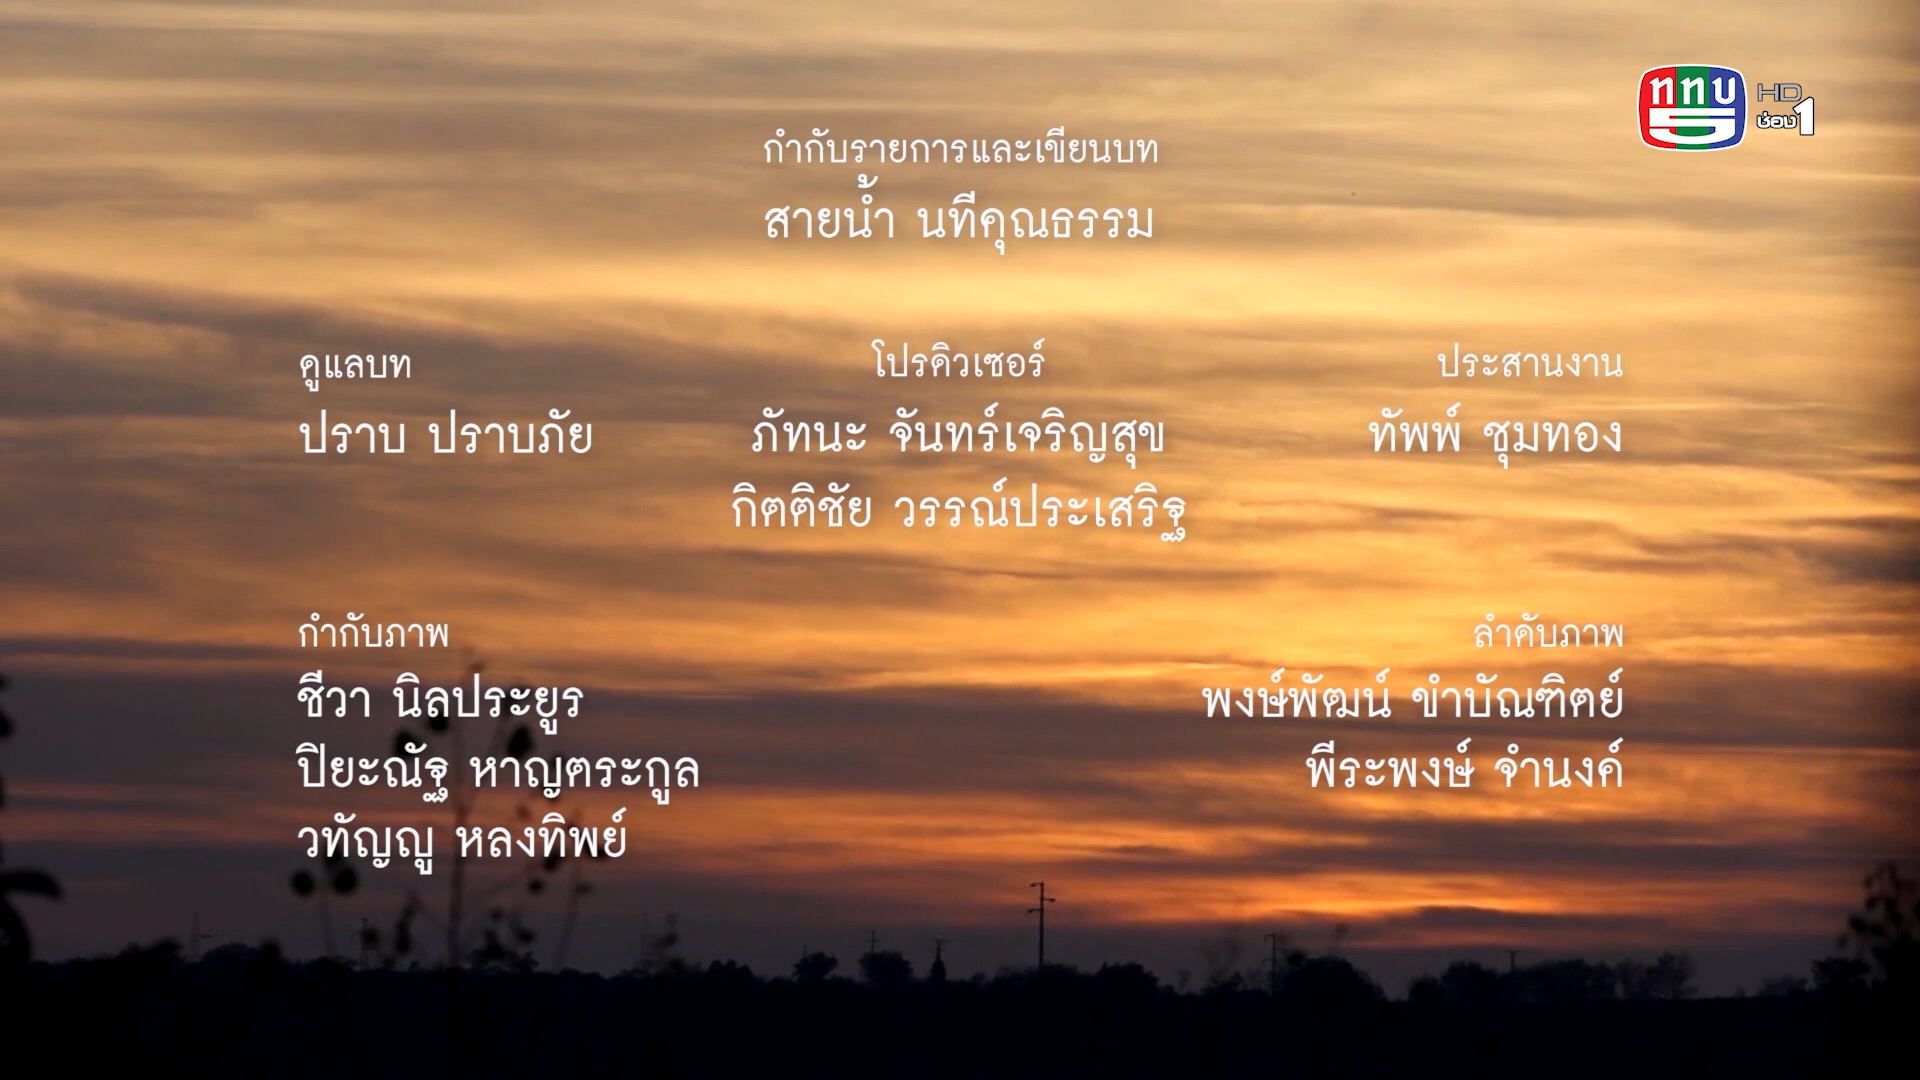 ททบ
5
HD
ช่อง1
กำกับรายการและเขียนบท
สายน้ำ นทีคุณธรรม
ดูแลบท
ปราบ ปราบภัย
โปรดิวเซอร์
ภัทนะ จันทร์เจริญสุข
กิตติชัย วรรณ์ประเสริฐ
ประสานงาน
ทัพพ์ ชุมทอง
กำกับภาพ
ชีวา นิลประยูร
ปิยะณัฐ หาญตระกูล
วทัญญู หลงทิพย์
ลำดับภาพ
พงษ์พัฒน์ ขำบัณฑิตย์
พีระพงษ์ จำนงค์